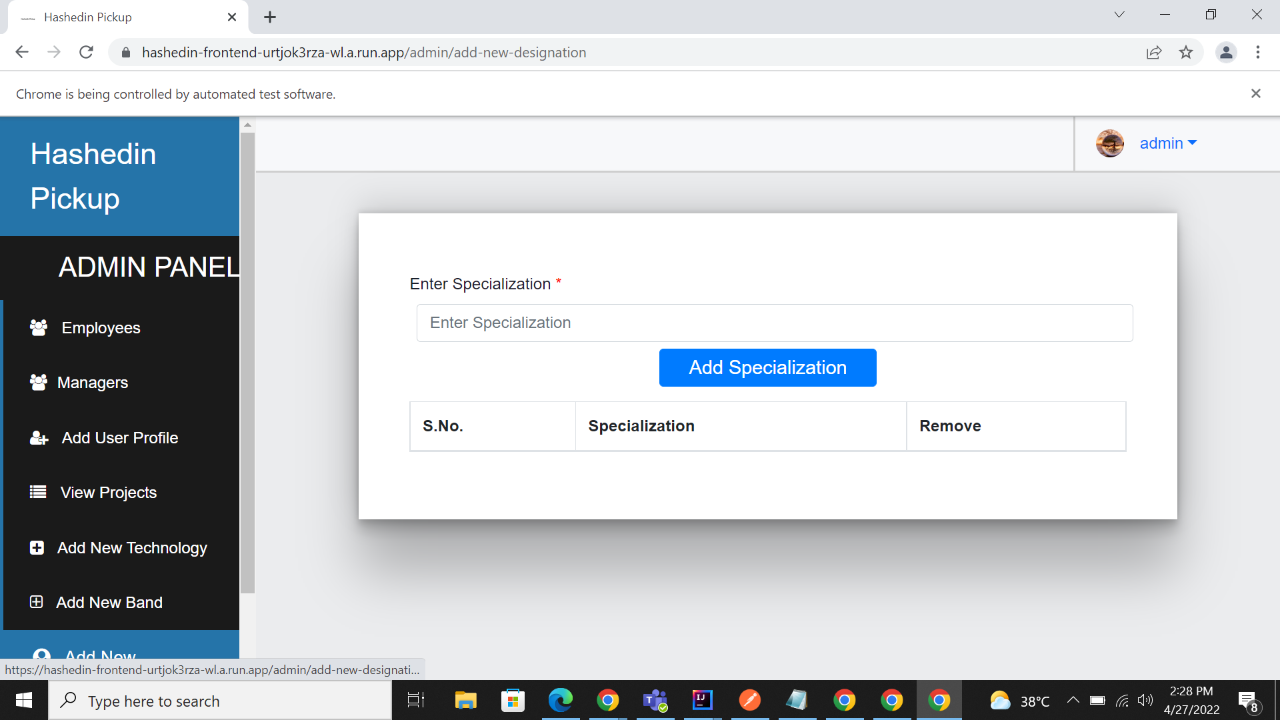 Hashedin Pickup
hashedin-frontend-urtjok3rza-wl.a.run.app/admin/add-new-designation
Chrome is being controlled by automated test software.
Hashedin
Pickup
admin
ADMIN PANEL
Employees
Managers
Add User Profile
View Projects
Add New Technology
Add New Band
Add New
Enter Specialization *
Enter Specialization
Add Specialization
S.No. Specialization Remove
https://hashedin-frontend-urtjok3rza-wl.a.run.app/admin/add-new-designati...
Type here to search
38°C
2:28 PM
4/27/2022
8